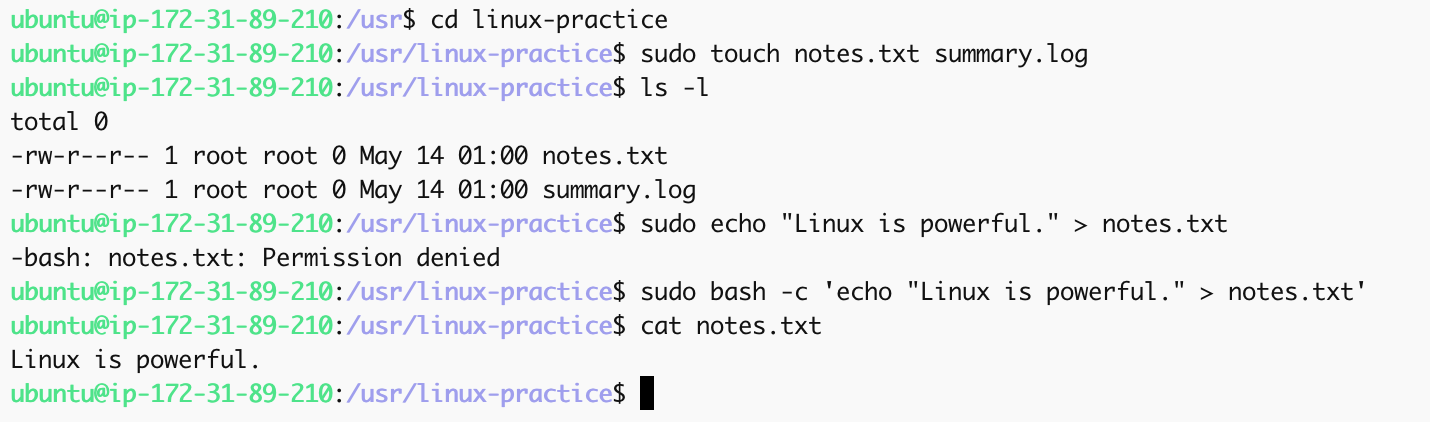 ubuntu@ip-172-31-89-210:/usr$ cd linux-practice
ubuntu@ip-172-31-89-210:/usr/linux-practice$ sudo touch notes.txt summary.log
ubuntu@ip-172-31-89-210:/usr/linux-practice$ ls -l
total 0
-rw-r--r-- 1 root root 0 May 14 01:00 notes.txt
-rw-r--r-- 1 root root 0 May 14 01:00 summary.log
ubuntu@ip-172-31-89-210:/usr/linux-practice$ sudo echo "Linux is powerful." > notes.txt
-bash: notes.txt: Permission denied
ubuntu@ip-172-31-89-210:/usr/linux-practice$ sudo bash -c 'echo "Linux is powerful." > notes.txt'
ubuntu@ip-172-31-89-210:/usr/linux-practice$ cat notes.txt
Linux is powerful.
ubuntu@ip-172-31-89-210:/usr/linux-practice$